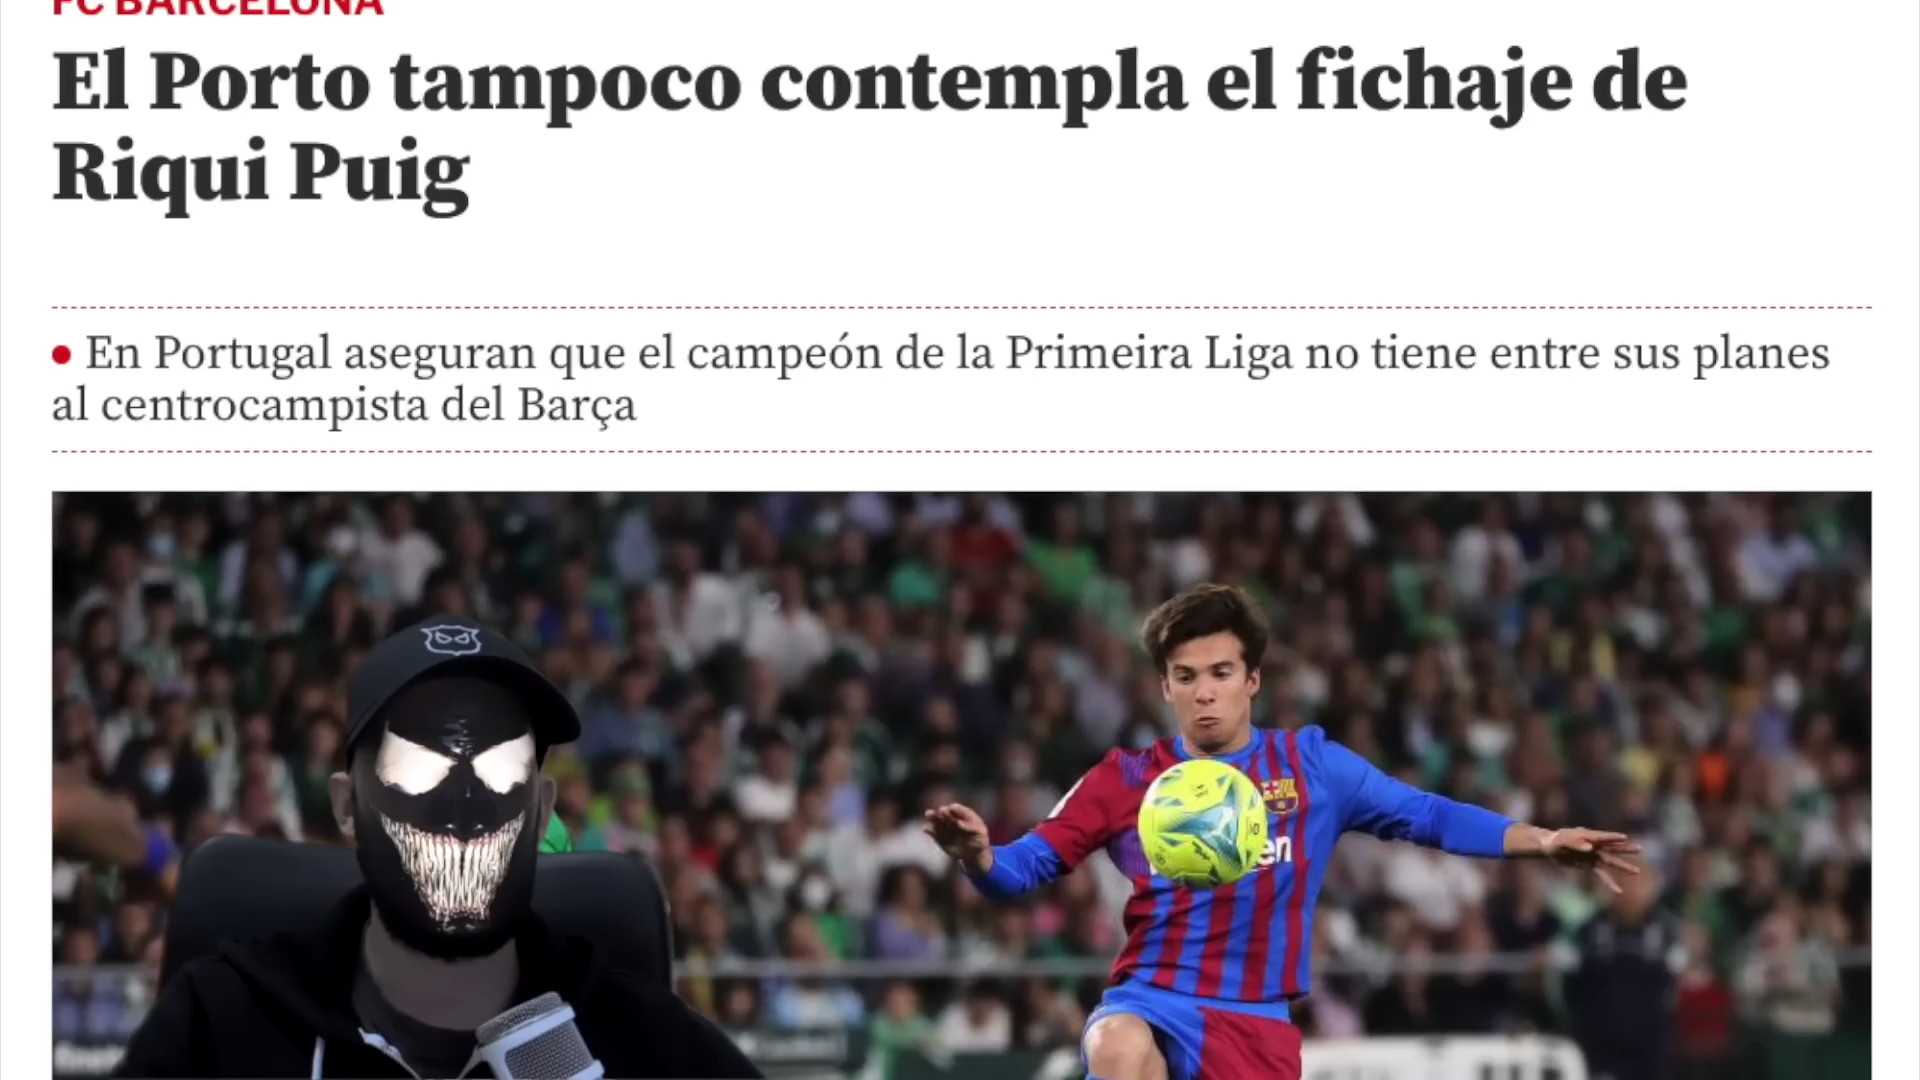 FC BARCELONA
El Porto tampoco contempla el fichaje de
Riqui Puig
• En Portugal aseguran que el campeón de la Primeira Liga no tiene entre sus planes
al centrocampista del Barça
en